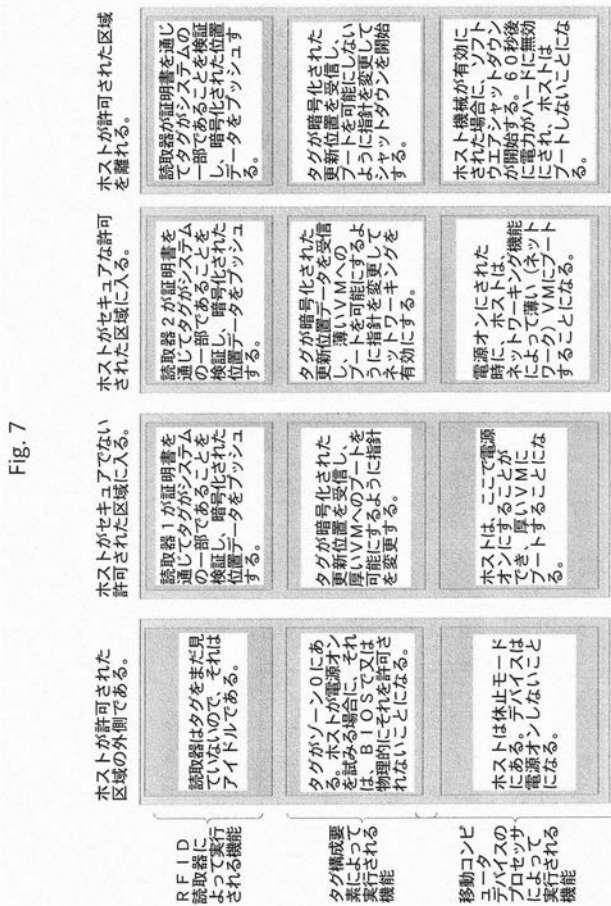 Fig. 7
ホストが許可された
区域の外側である。
ホストがセキュアでない
許可された区域に入る。
ホストがセキュアな許可
された区域に入る。
ホストが許可された区域
を離れる。
RFID
読取器に
よって実行
される機能
読取器はタグをまだ見
ていないので、それは
アイドルである。
読取器1が証明書を
通じてタグがシステム
の一部であることを
検証し、暗号化された
位置データをプッシュ
する。
読取器2が証明書を
通じてタグがシステム
の一部であることを
検証し、暗号化された
位置データをプッシュ
する。
読取器が証明書を通じ
てタグがシステムの
一部であることを検証
し、暗号化された位置
データをプッシュす
る。
タグ構成要
素によって
実行される
機能
タグがゾーン0にあ
る。ホストが電源オン
を試みる場合に、それ
は、BIOSで又は
物理的にそれを許可さ
れないことになる。
タグが暗号化された
更新位置を受信し、
厚いVMへのブートを
可能にするように指針
を変更する。
タグが暗号化された
更新位置データを受信
し、薄いVMへの
ブートを可能にするよ
うに指針を変更して
ネットワーキングを
有効にする。
タグが暗号化された
更新位置を受信し、
ブートを可能にしない
ように指針を変更して
シャットダウンを開始
する。
移動コンピ
ュータ
デバイスの
プロセッサ
によって
実行される
機能
ホストは休止モード
にある、デバイスは
電源オンしないこと
になる。
ホストは、ここで電源
オンにすることが
でき、厚いVMに
ブートすることにな
る。
電源オンにされた
時に、ホストは、
ネットワーキング機能
によって薄い（ネット
ワーク）VMにブート
することになる。
ホスト機械が有効に
された場合に、ソフト
ウエアシャットダウン
が開始する。60秒後
に電力がハードに無効
にされ、ホストは
ブートしないことにな
る。